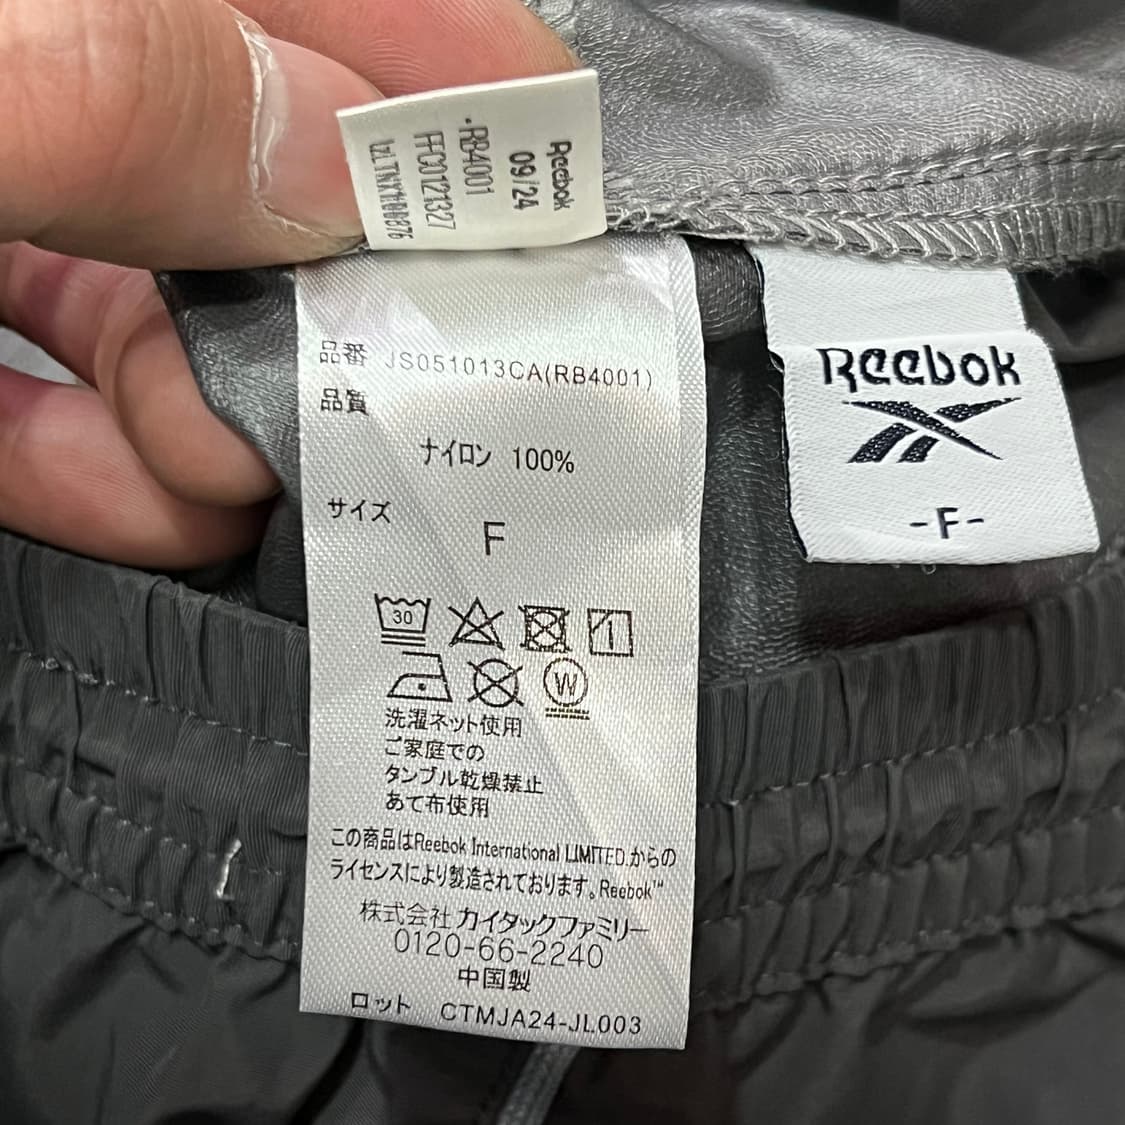 Reebok
09/24
RB4001
FFC0121327
品番 JS051013CA(RB4001)
品質
ナイロン 100%
サイズ
F
30
W
洗濯ネット使用
ご家庭での
タンブル乾燥禁止
あて布使用
この商品はReebok International LIMITED.からの
ライセンスにより製造されております。Reebok™
株式会社 カイタックファミリー
0120-66-2240
中国製
ロット CTMJA24-JL003
Reebok
-F-